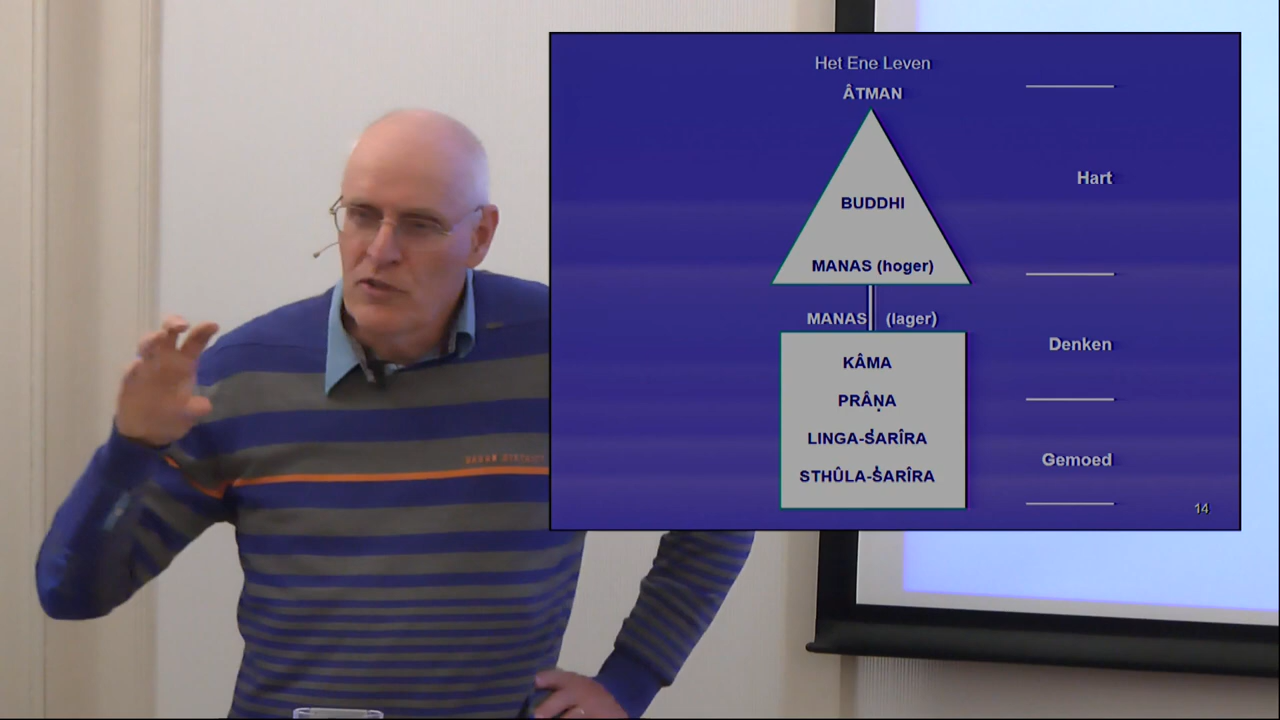 Het Ene Leven
ÂTMAN
Hart
BUDDHI
MANAS (hoger)
MANAS (lager)
Denken
KÂMA
PRÂṆA
LINGA-ŚARÎRA
Gemoed
STHÛLA-ŚARÎRA
14